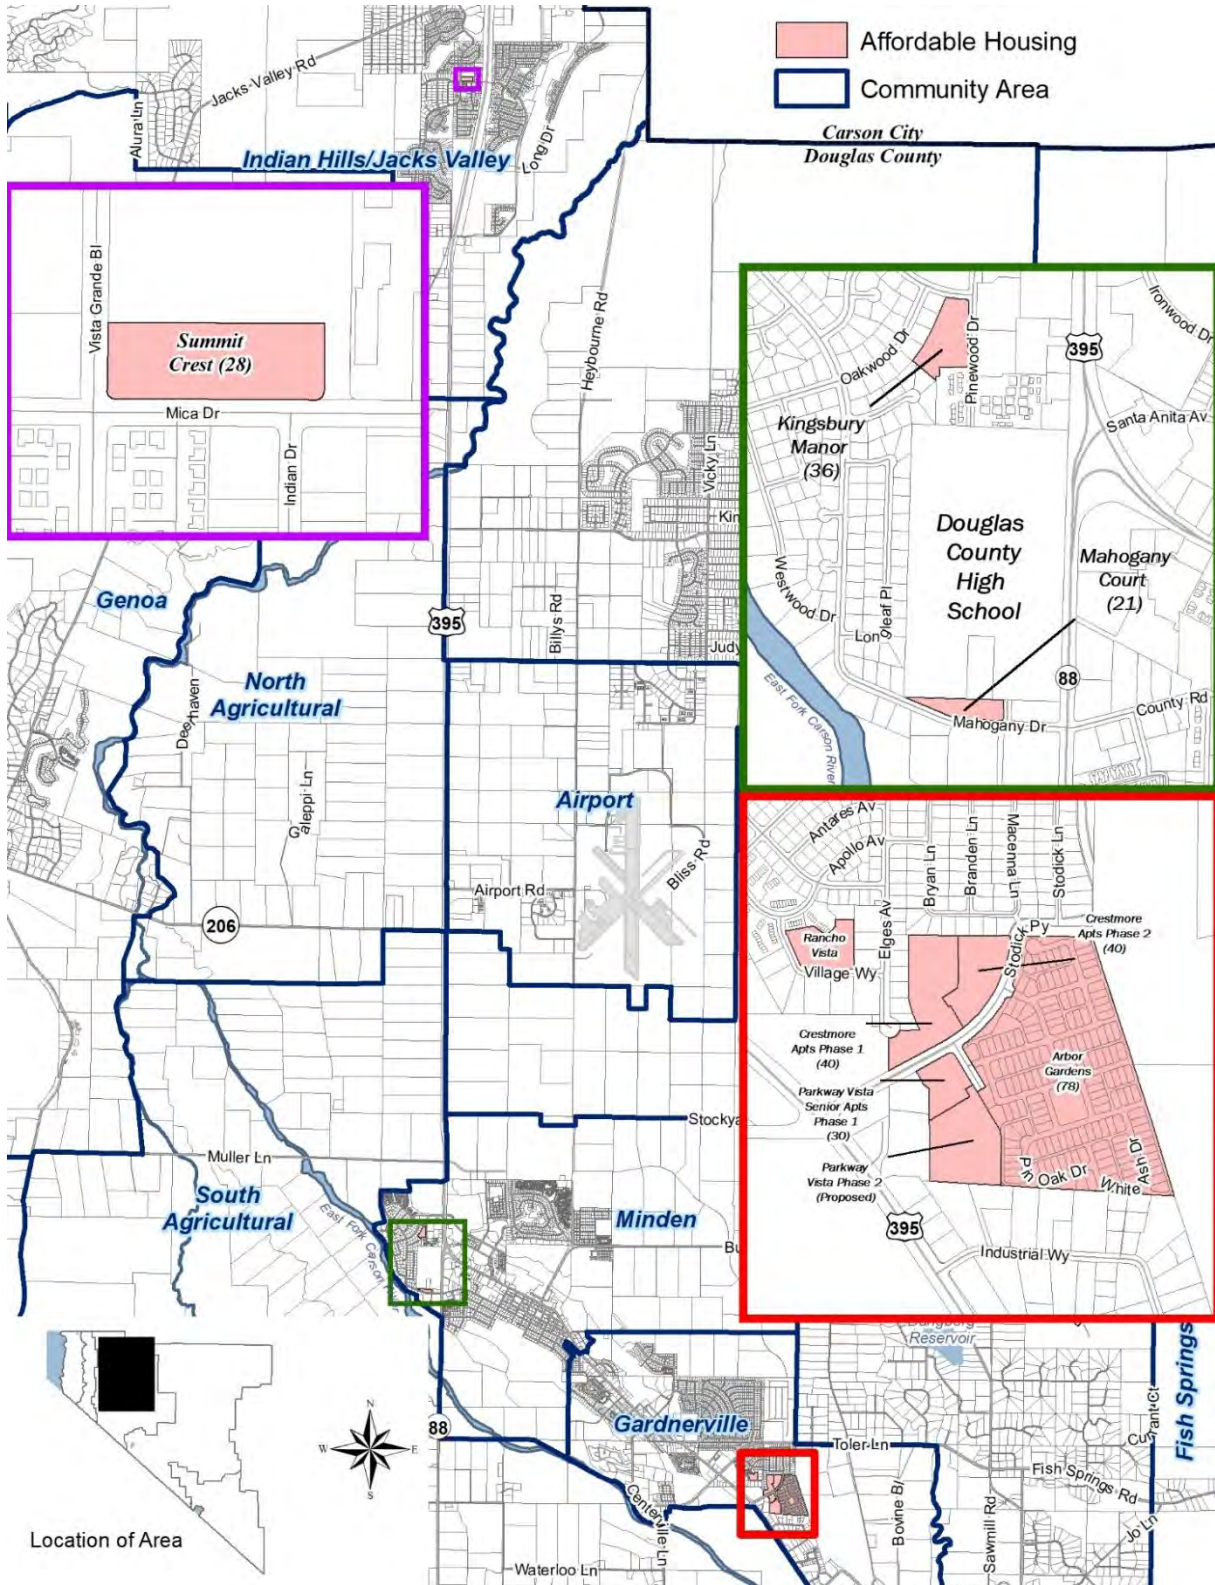 Affordable Housing
Community Area
Carson City
Douglas County
Jacks Valley Rd
Alura Ln
Long Dr
Indian Hills/Jacks Valley
Vista Grande Bl
Summit
Crest (28)
Mica Dr
Indian Dr
Heybourne Rd
Vicky Ln
Judy
Billys Rd
395
Genoa
North
Agricultural
Deerhaven
Galeppi Ln
206
Airport
Airport Rd
Bliss Rd
Oakwood Dr
Pinewood Dr
395
Ironwood Dr
Santa Anita Av
Kingsbury
Manor
(36)
Douglas
County
High
School
Mahogany
Court
(21)
Westwood Dr
Longleaf Pl
East Fork Carson River
88
Mahogany Dr
County Rd
Antares Av
Apollo Av
Elges Av
Bryan Ln
Branden Ln
Macenna Ln
Stodick Ln
Stodick Py
Crestmore
Apts Phase 2
(40)
Rancho
Vista
Village Wy
Crestmore
Apts Phase 1
(40)
Arbor
Gardens
(78)
Parkway Vista
Senior Apts
Phase 1
(30)
Parkway
Vista Phase 2
(Proposed)
Pin Oak Dr
White Ash Dr
395
Industrial Wy
Muller Ln
South
Agricultural
East Fork Carson
Minden
Reservoir
Fish Springs
Gardnerville
88
Toler Ln
Currant Ct
Fish Springs Rd
Jo Ln
Bovine Bl
Sawmill Rd
Centerville Ln
Waterloo Ln
N
W
E
S
Location of Area